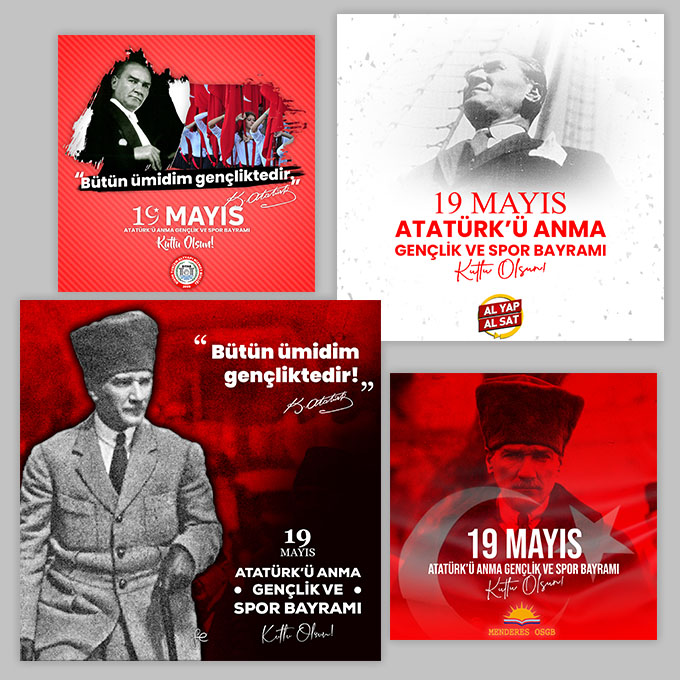 “Bütün ümidim gençliktedir„
K. Atatürk
19 MAYIS
ATATÜRK'Ü ANMA GENÇLİK VE SPOR BAYRAMI
Kutlu Olsun!
19 MAYIS
ATATÜRK'Ü ANMA
GENÇLİK VE SPOR BAYRAMI
Kutlu Olsun!
AL YAP
AL SAT
“Bütün ümidim
gençliktedir!„
K. Atatürk
19
MAYIS
ATATÜRK'Ü ANMA
• GENÇLİK VE •
SPOR BAYRAMI
Kutlu Olsun!
19 MAYIS
ATATÜRK'Ü ANMA GENÇLİK VE SPOR BAYRAMI
Kutlu Olsun!
MENDERES OSGB